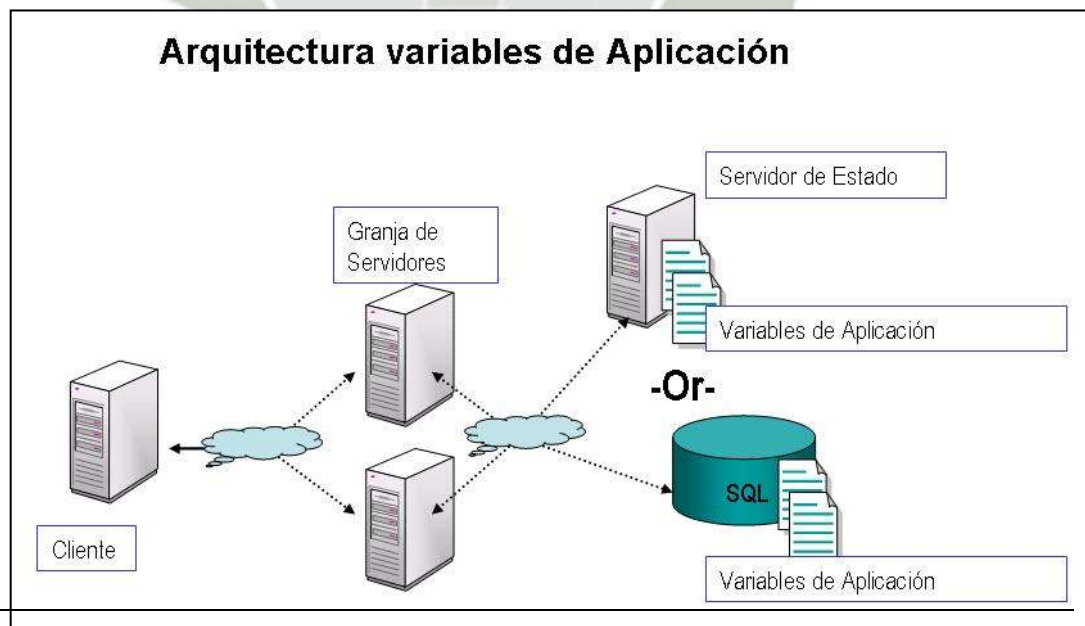 Arquitectura variables de Aplicación
Servidor de Estado
Granja de
Servidores
Variables de Aplicación
-Or-
SQL
Cliente
Variables de Aplicación